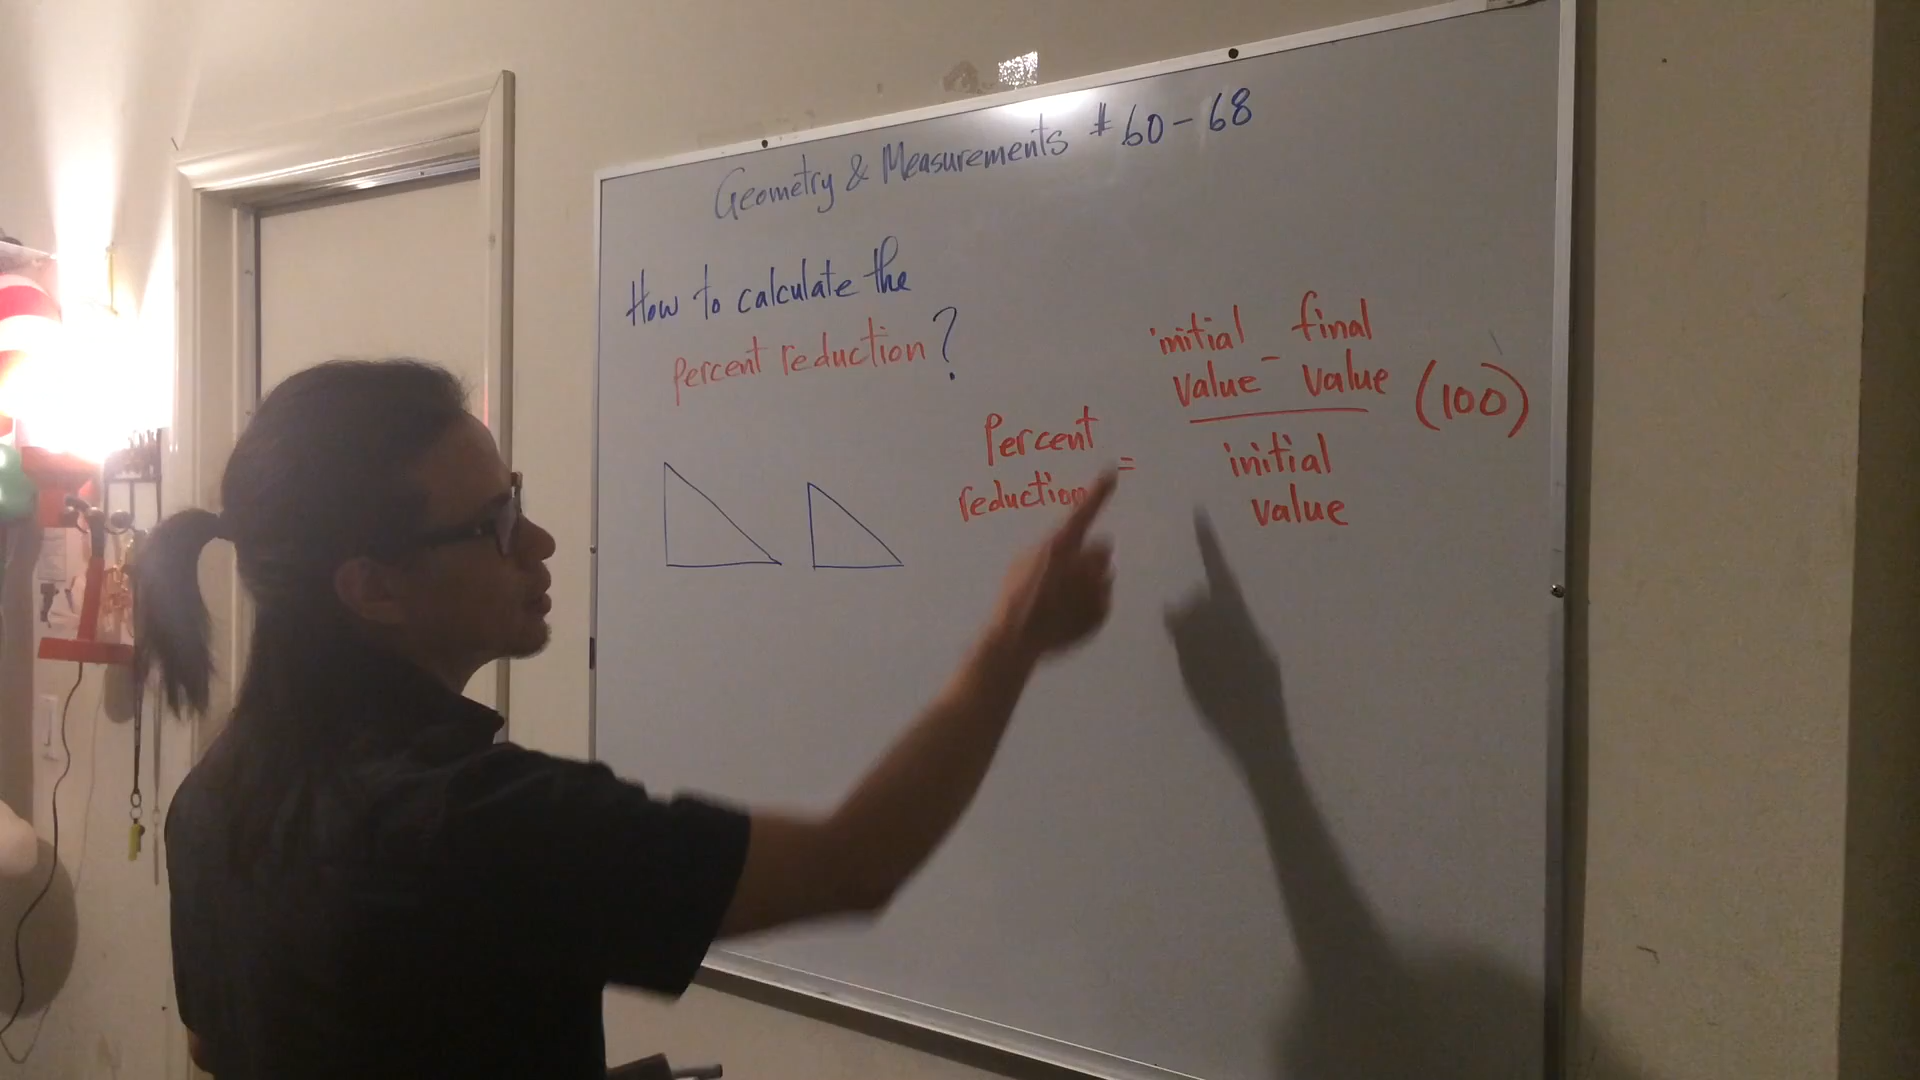 Geometry & Measurements #60-68
How to calculate the
percent reduction?
initial - final
value value (100)
Percent
reduction =
initial
value